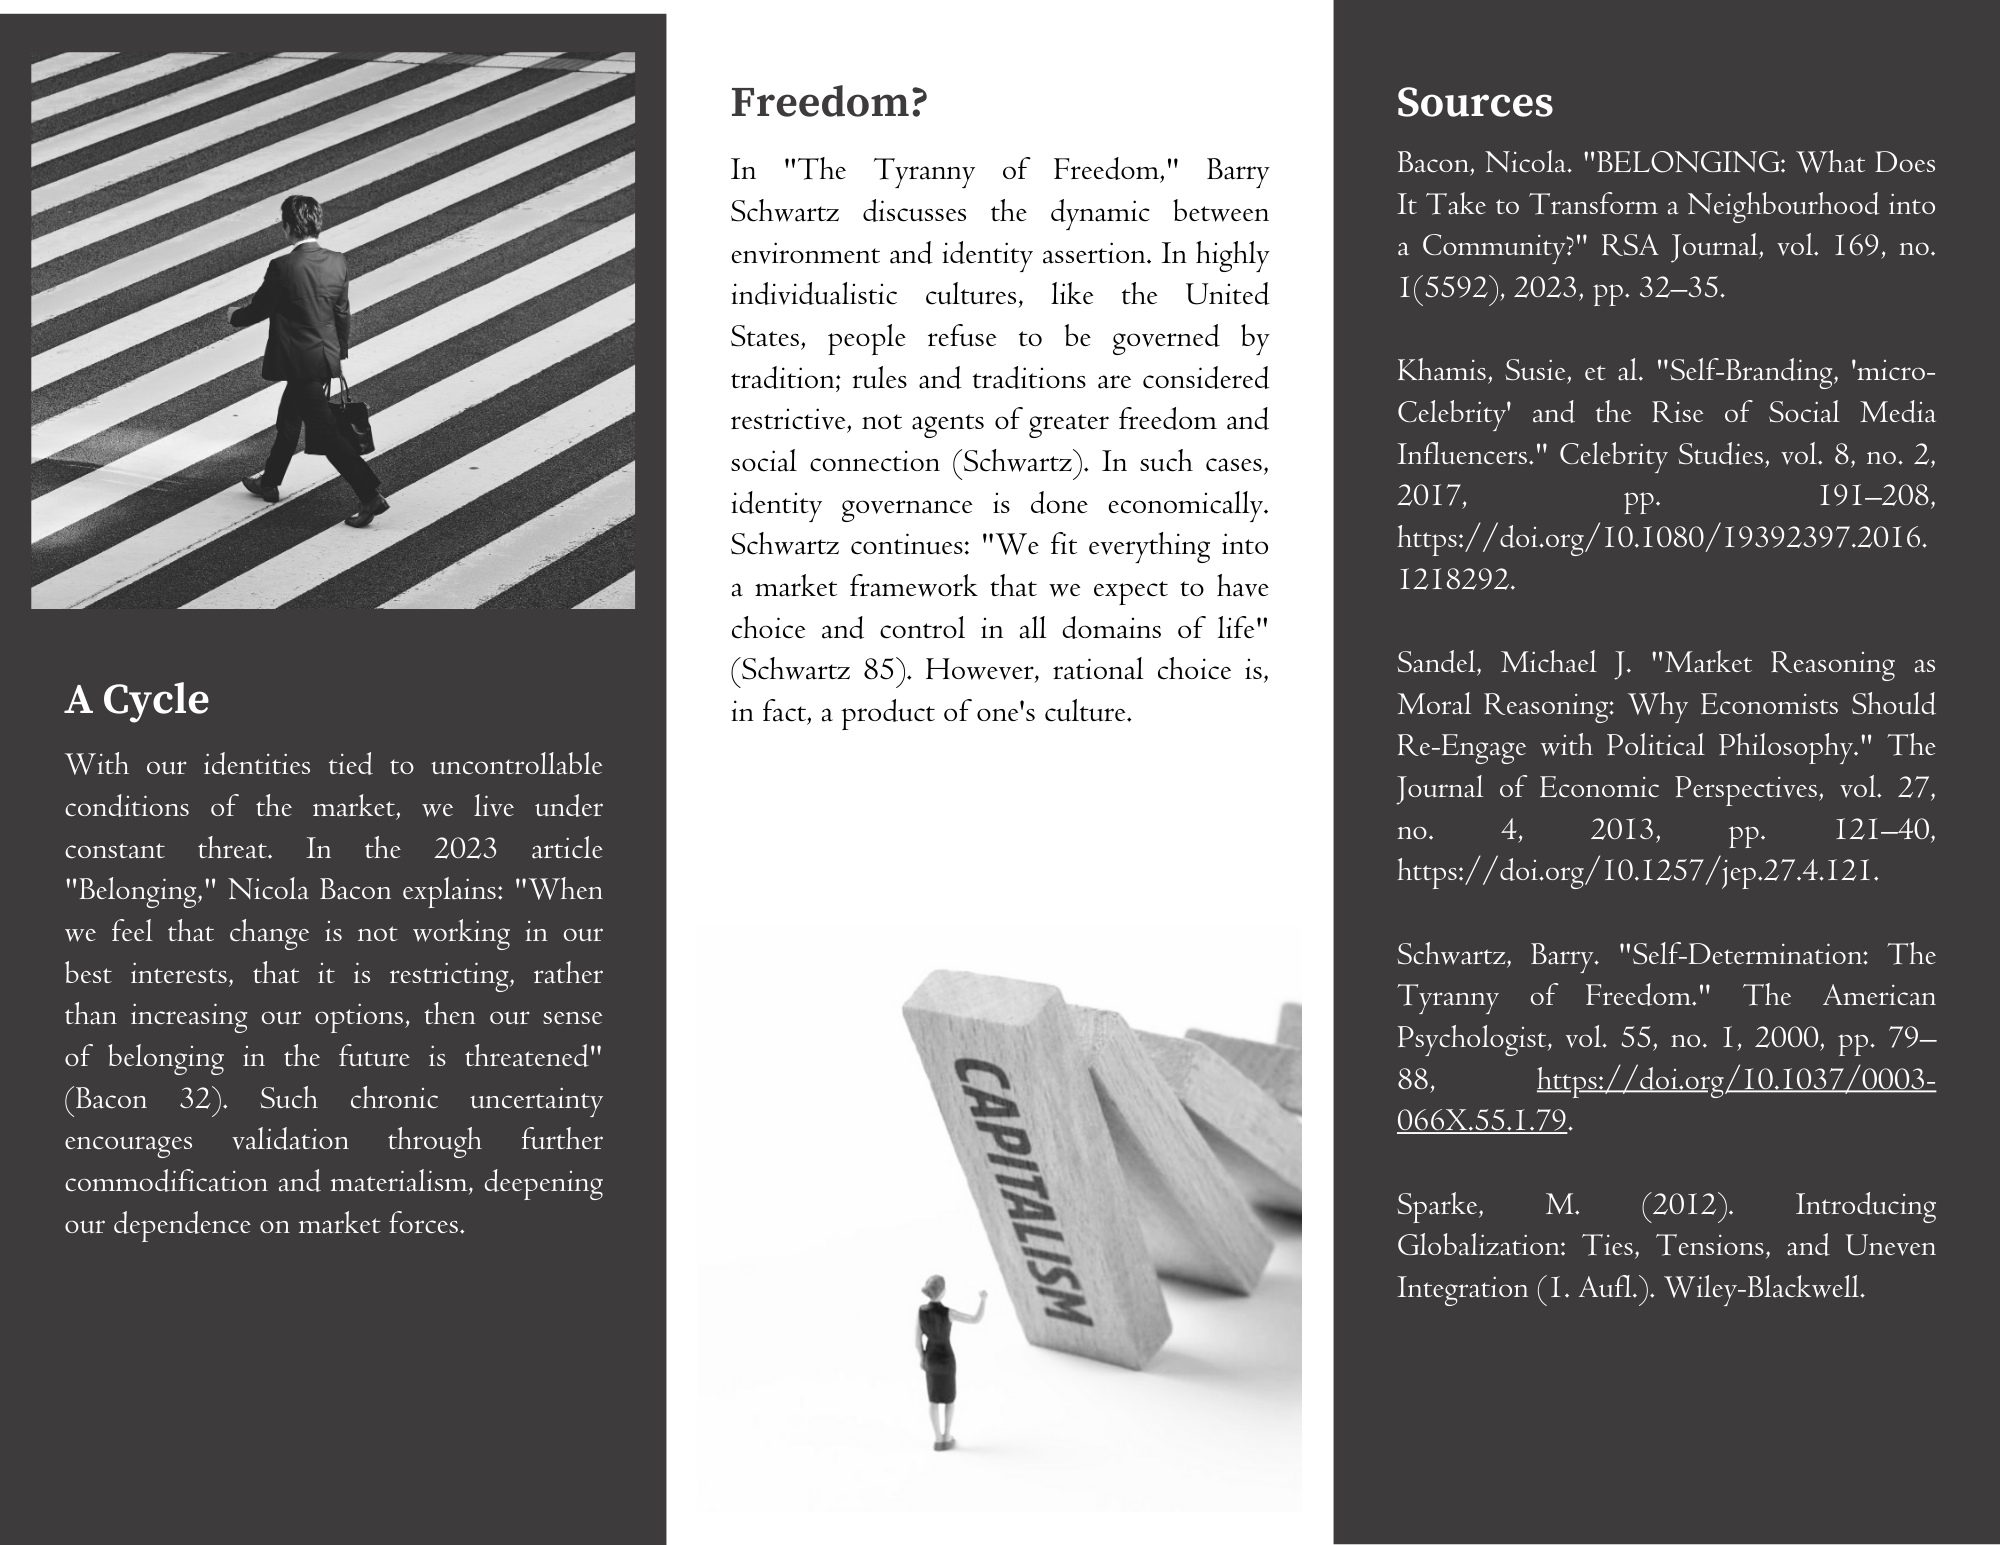 A Cycle
With our identities tied to uncontrollable
conditions of the market, we live under
constant threat. In the 2023 article
"Belonging," Nicola Bacon explains: "When
we feel that change is not working in our
best interests, that it is restricting, rather
than increasing our options, then our sense
of belonging in the future is threatened"
(Bacon 32). Such chronic uncertainty
encourages validation through further
commodification and materialism, deepening
our dependence on market forces.
Freedom?
In "The Tyranny of Freedom," Barry
Schwartz discusses the dynamic between
environment and identity assertion. In highly
individualistic cultures, like the United
States, people refuse to be governed by
tradition; rules and traditions are considered
restrictive, not agents of greater freedom and
social connection (Schwartz). In such cases,
identity governance is done economically.
Schwartz continues: "We fit everything into
a market framework that we expect to have
choice and control in all domains of life"
(Schwartz 85). However, rational choice is,
in fact, a product of one's culture.
CAPITALISM
Sources
Bacon, Nicola. "BELONGING: What Does
It Take to Transform a Neighbourhood into
a Community?" RSA Journal, vol. 169, no.
1(5592), 2023, pp. 32–35.
Khamis, Susie, et al. "Self-Branding, 'micro-
Celebrity' and the Rise of Social Media
Influencers." Celebrity Studies, vol. 8, no. 2,
2017, pp. 191–208,
https://doi.org/10.1080/19392397.2016.
1218292.
Sandel, Michael J. "Market Reasoning as
Moral Reasoning: Why Economists Should
Re-Engage with Political Philosophy." The
Journal of Economic Perspectives, vol. 27,
no. 4, 2013, pp. 121–40,
https://doi.org/10.1257/jep.27.4.121.
Schwartz, Barry. "Self-Determination: The
Tyranny of Freedom." The American
Psychologist, vol. 55, no. 1, 2000, pp. 79–
88, https://doi.org/10.1037/0003-
066X.55.1.79.
Sparke, M. (2012). Introducing
Globalization: Ties, Tensions, and Uneven
Integration (1. Aufl.). Wiley-Blackwell.